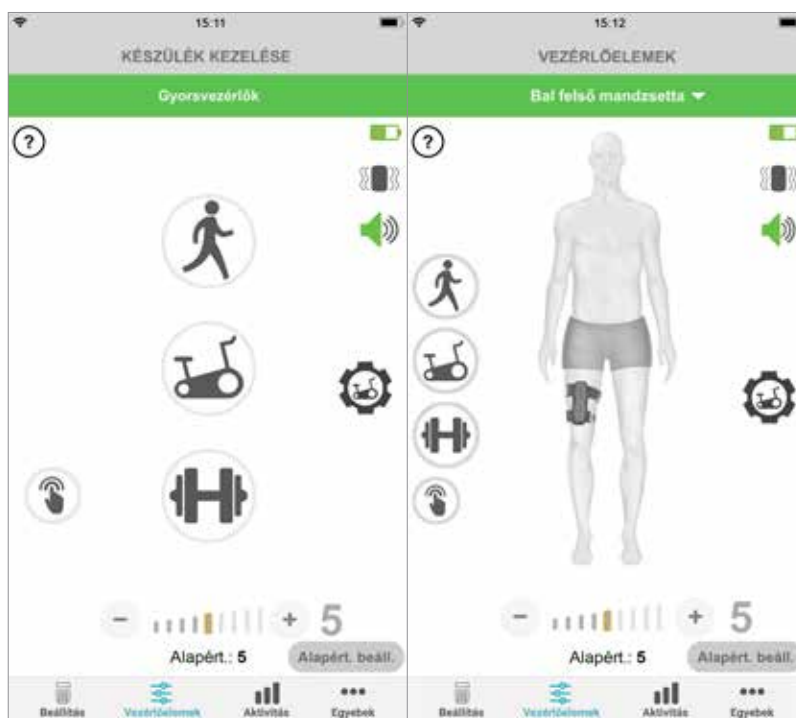 15:11
KÉSZÜLÉK KEZELÉSE
Gyorsvezérlők
?
5
Alapért.: 5
Alapért. beáll.
Beállítás
Vezérlőelemek
Aktivitás
Egyebek
15:12
VEZÉRLŐELEMEK
Bal felső mandzsetta
?
5
Alapért.: 5
Alapért. beáll.
Beállítás
Vezérlőelemek
Aktivitás
Egyebek